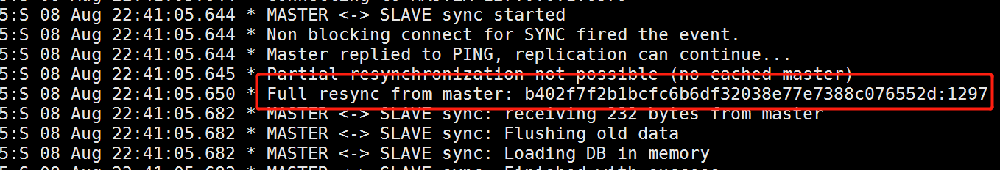 5:S 08 Aug 22:41:05.644 * MASTER <-> SLAVE sync started
5:S 08 Aug 22:41:05.644 * Non blocking connect for SYNC fired the event.
5:S 08 Aug 22:41:05.644 * Master replied to PING, replication can continue...
5:S 08 Aug 22:41:05.645 * Partial resynchronization not possible (no cached master)
5:S 08 Aug 22:41:05.650 * Full resync from master: b402f7f2b1bcfc6b6df32038e77e7388c076552d:1297
5:S 08 Aug 22:41:05.682 * MASTER <-> SLAVE sync: receiving 232 bytes from master
5:S 08 Aug 22:41:05.682 * MASTER <-> SLAVE sync: Flushing old data
5:S 08 Aug 22:41:05.682 * MASTER <-> SLAVE sync: Loading DB in memory